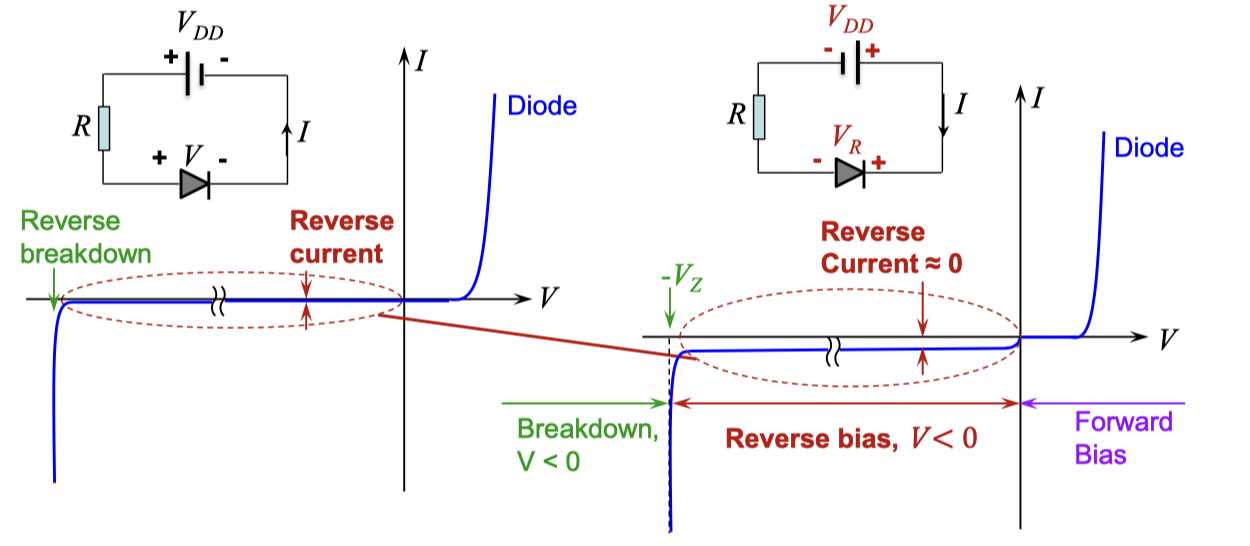 V_DD
+ -
R
I
+ V -
I
Diode
Reverse
breakdown
Reverse
current
V
V_DD
- +
R
I
V_R
- +
I
Diode
Reverse
Current ≈ 0
-V_Z
V
Breakdown,
V < 0
Reverse bias, V< 0
Forward
Bias